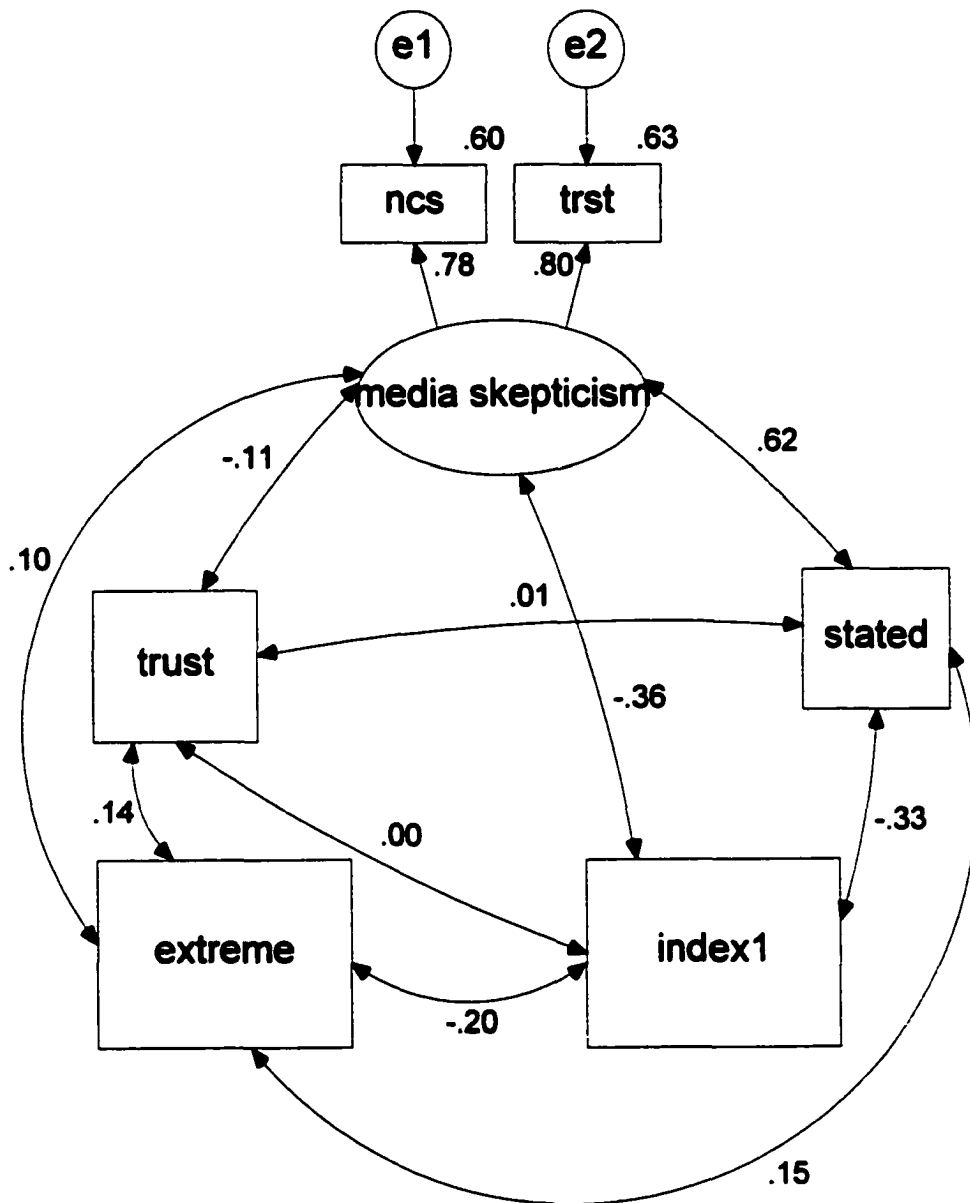 e1 e2
.60 .63
ncs trst
.78 .80
media skepticism
-.11 .62
.10
.01
trust stated
-.36
.14 .00 -.33
extreme index1
-.20
.15